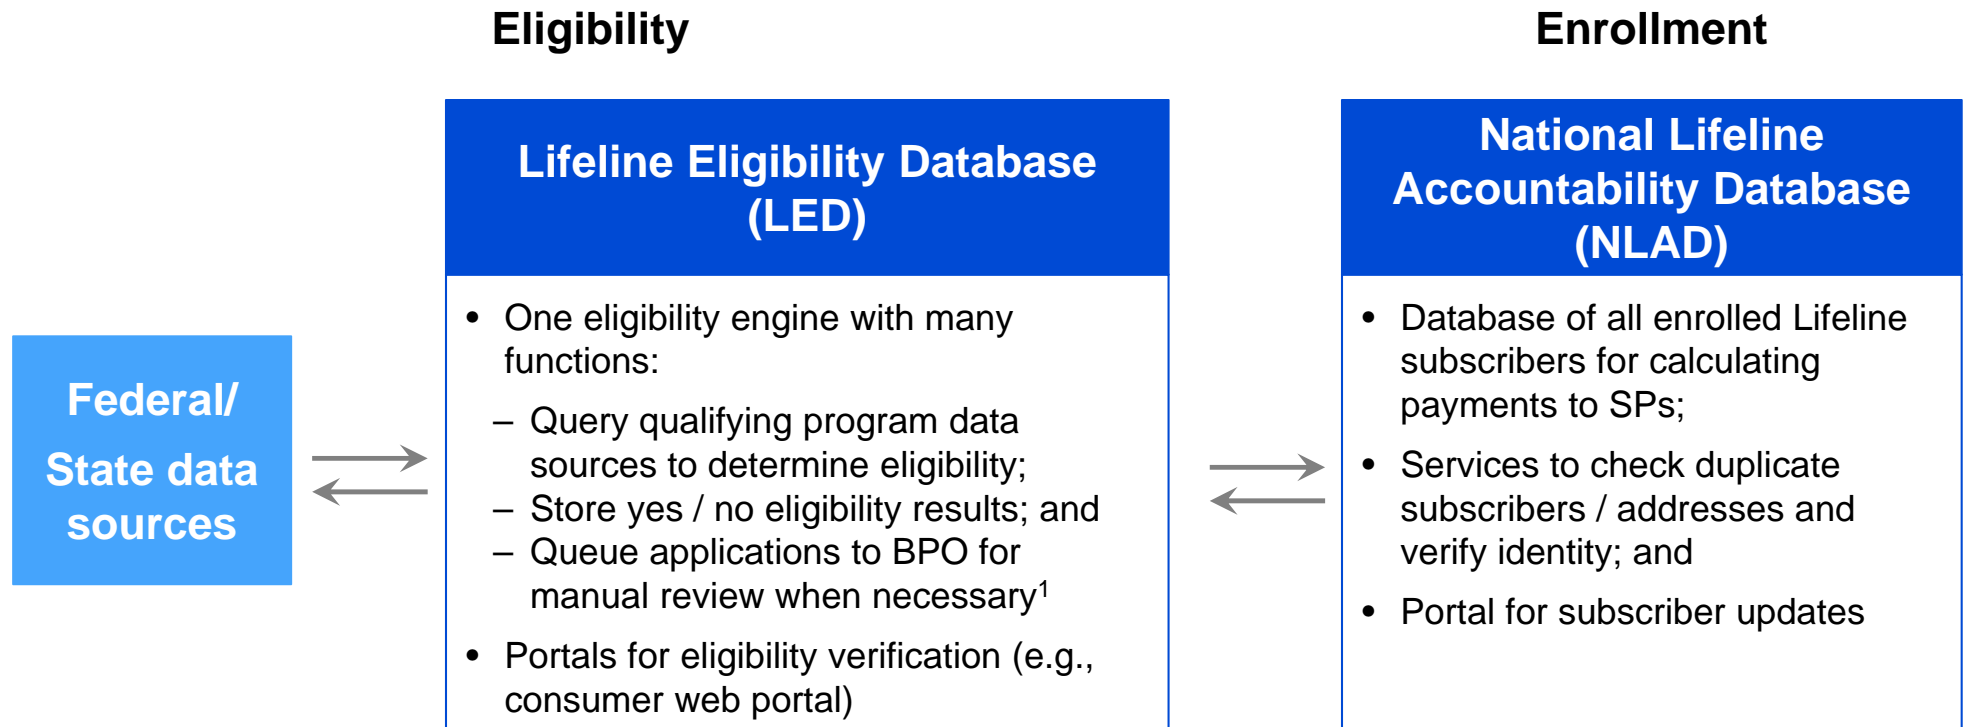 Eligibility
Enrollment
Federal/
State data
sources
Lifeline Eligibility Database
(LED)
• One eligibility engine with many
functions:
– Query qualifying program data
sources to determine eligibility;
– Store yes / no eligibility results; and
– Queue applications to BPO for
manual review when necessary¹
• Portals for eligibility verification (e.g.,
consumer web portal)
National Lifeline
Accountability Database
(NLAD)
• Database of all enrolled Lifeline
subscribers for calculating
payments to SPs;
• Services to check duplicate
subscribers / addresses and
verify identity; and
• Portal for subscriber updates